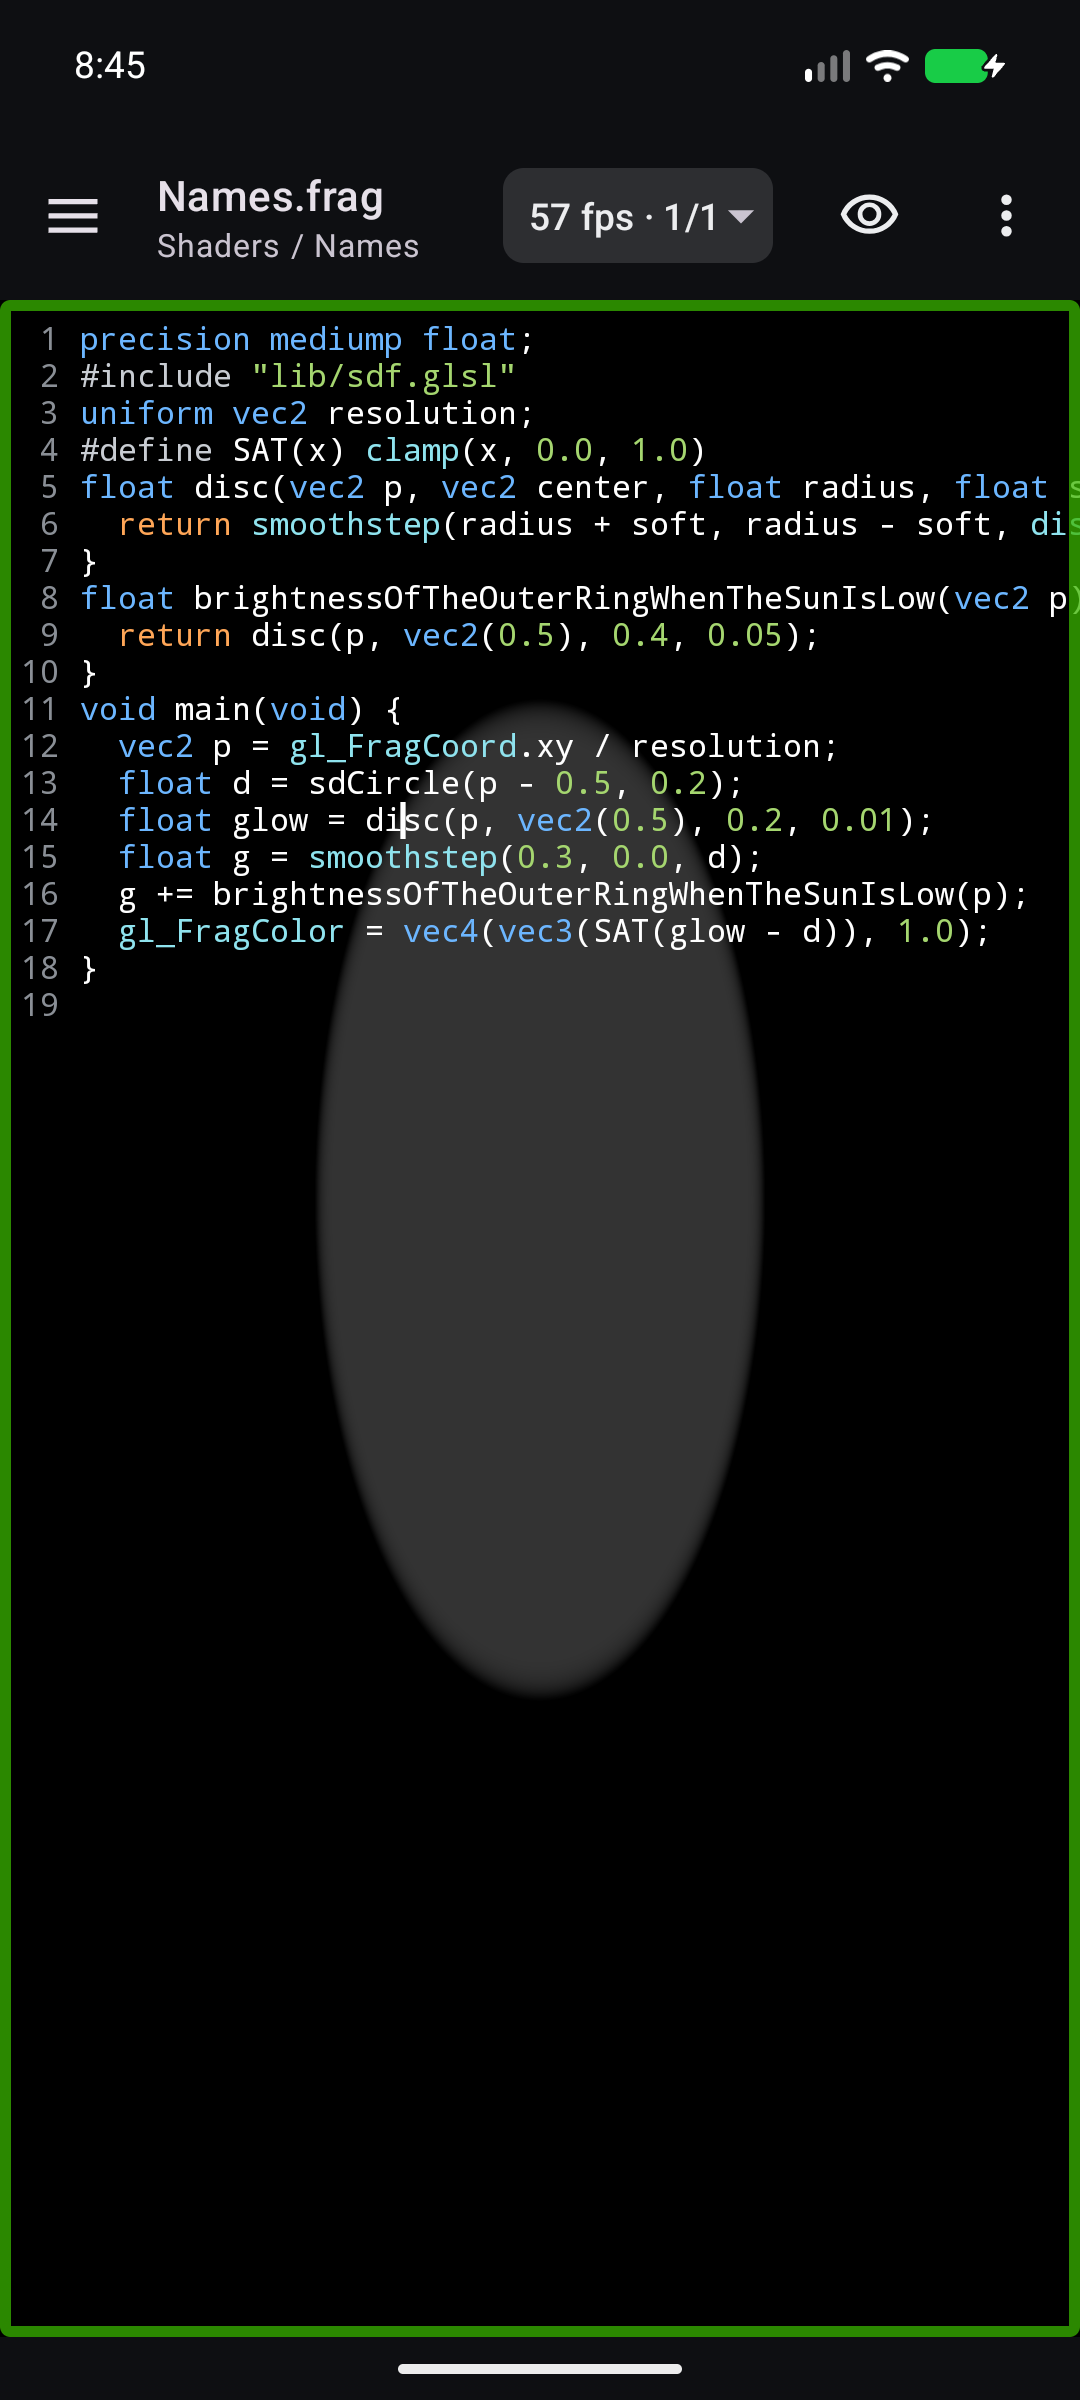 8:45
Names.frag
Shaders / Names
57 fps · 1/1
1 precision mediump float;
2 #include "lib/sdf.glsl"
3 uniform vec2 resolution;
4 #define SAT(x) clamp(x, 0.0, 1.0)
5 float disc(vec2 p, vec2 center, float radius, float
6   return smoothstep(radius + soft, radius - soft,
7 }
8 float brightnessOfTheOuterRingWhenTheSunIsLow(vec2 p)
9   return disc(p, vec2(0.5), 0.4, 0.05);
10 }
11 void main(void) {
12   vec2 p = gl_FragCoord.xy / resolution;
13   float d = sdCircle(p - 0.5, 0.2);
14   float glow = disc(p, vec2(0.5), 0.2, 0.01);
15   float g = smoothstep(0.3, 0.0, d);
16   g += brightnessOfTheOuterRingWhenTheSunIsLow(p);
17   gl_FragColor = vec4(vec3(SAT(glow - d)), 1.0);
18 }
19